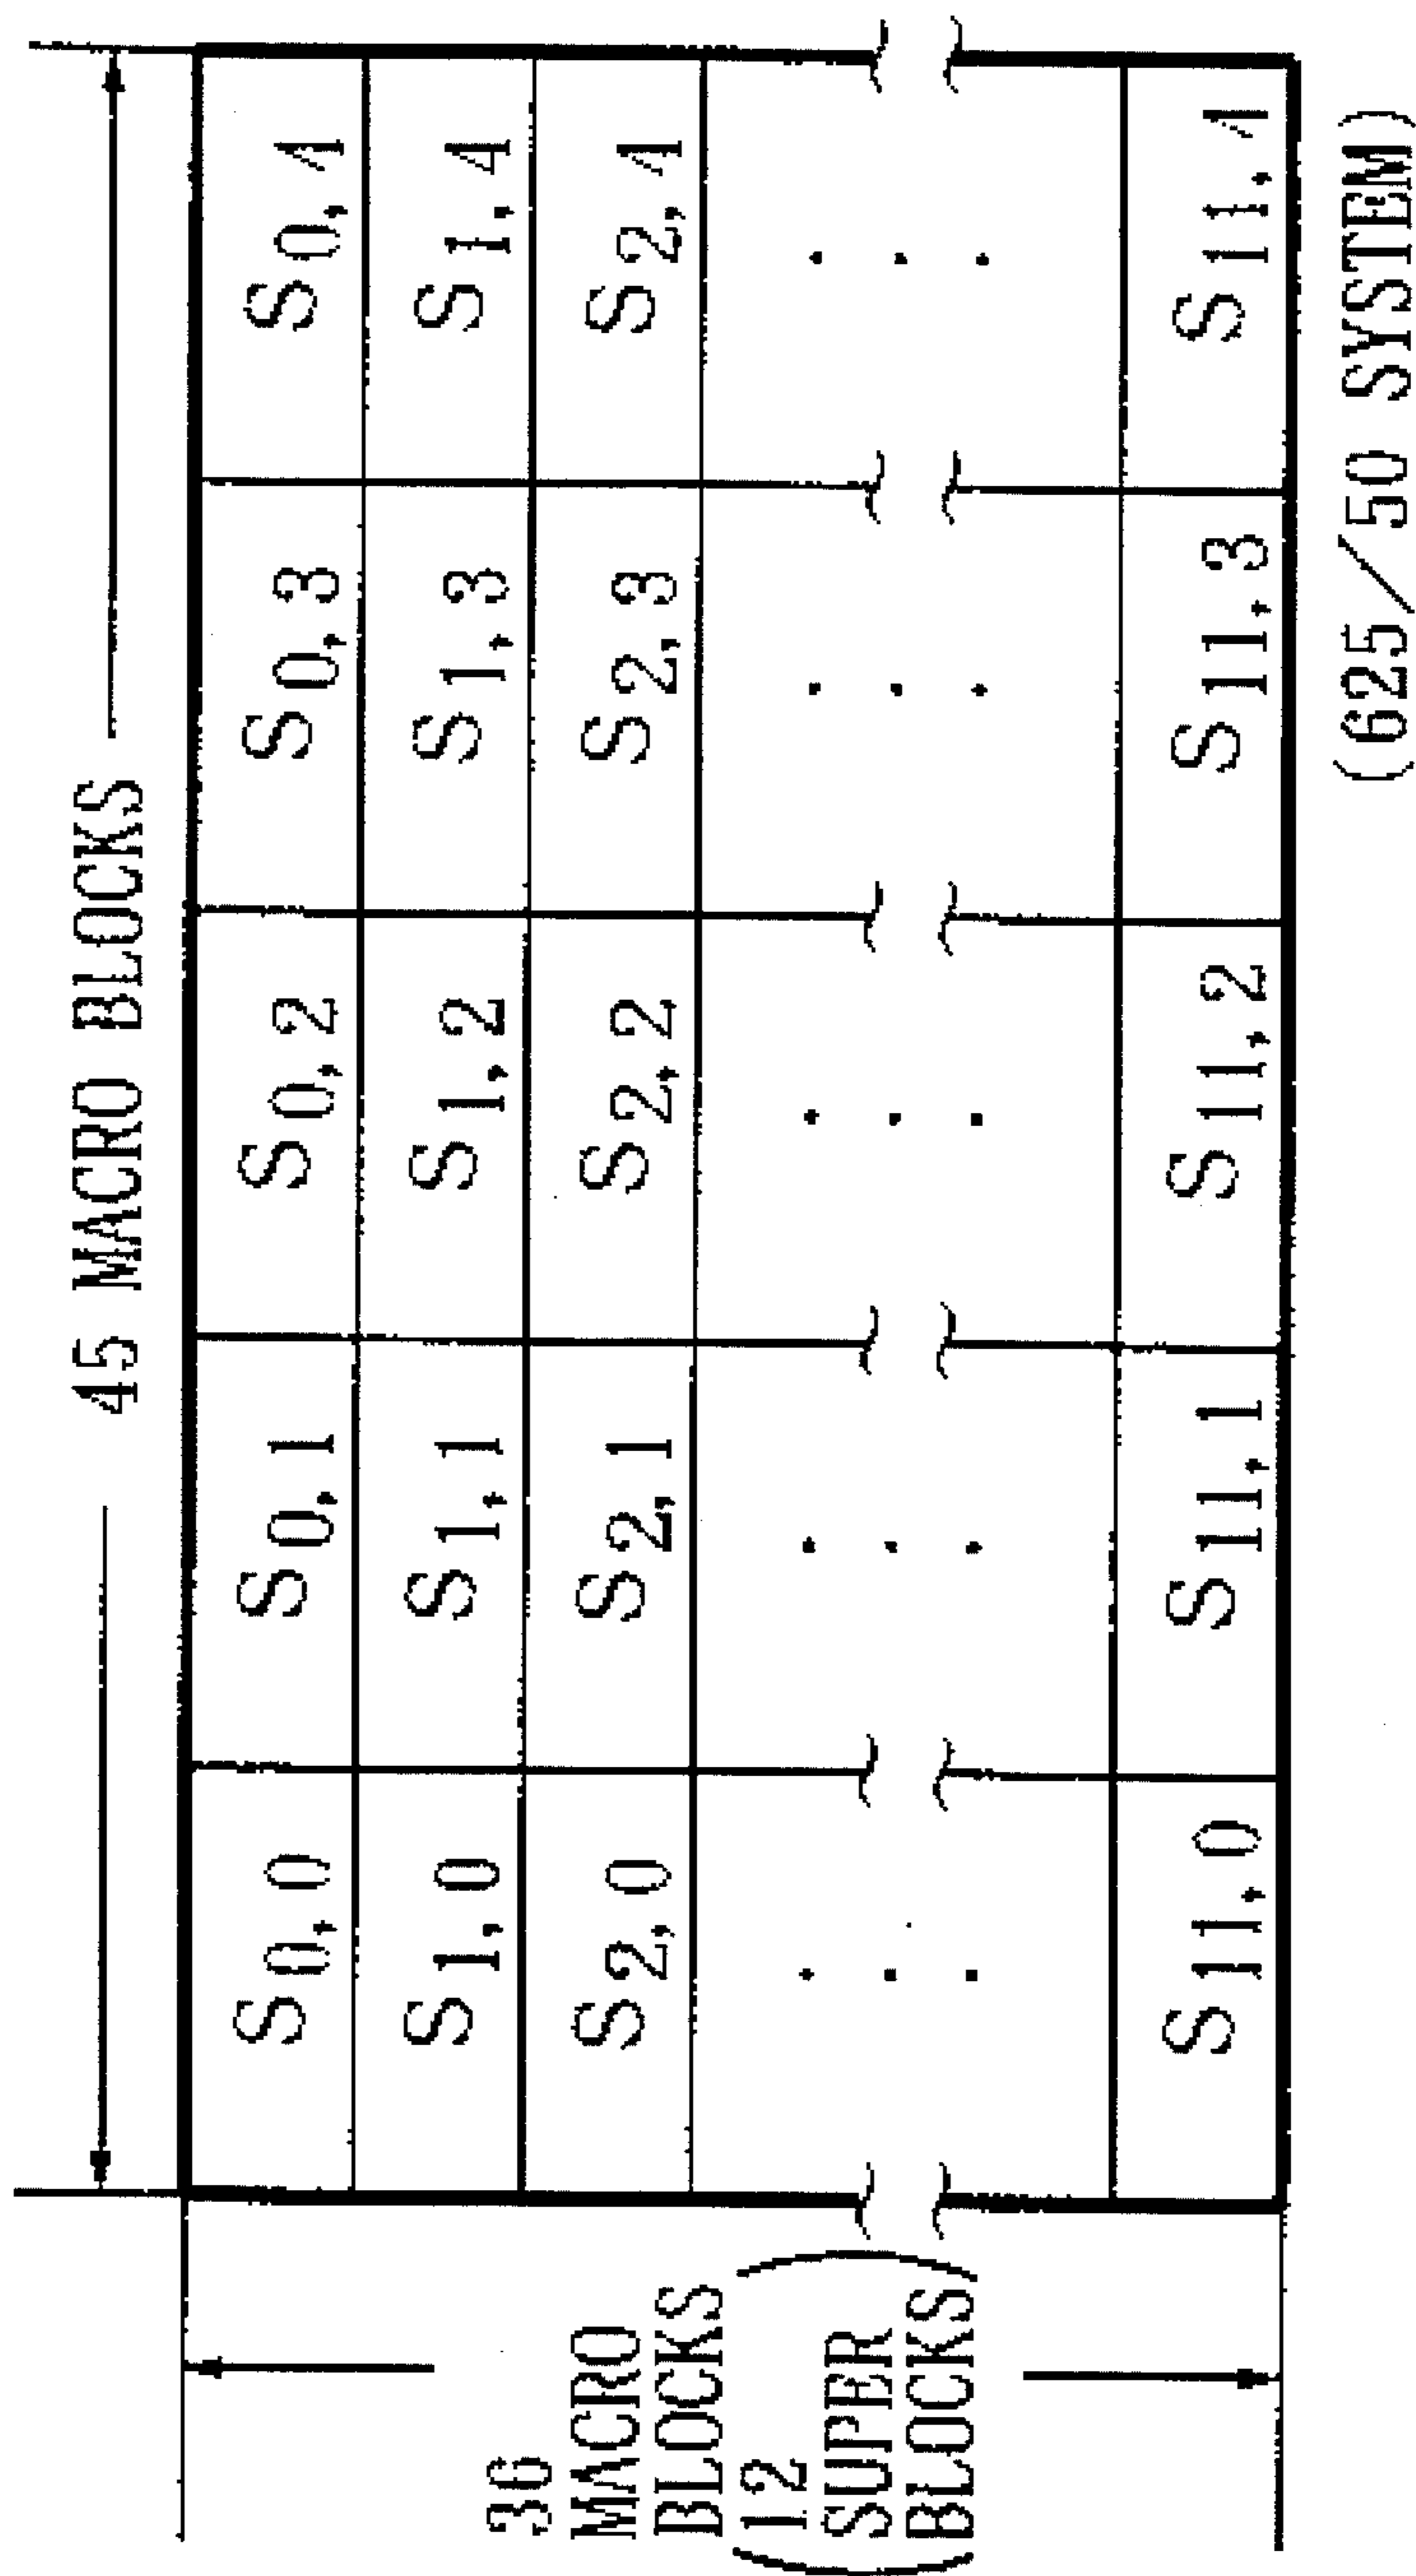 45 MACRO BLOCKS
S0,0 S0,1 S0,2 S0,3 S0,4
S1,0 S1,1 S1,2 S1,3 S1,4
S2,0 S2,1 S2,2 S2,3 S2,4
. . . . .
. . . . .
. . . . .
S11,0 S11,1 S11,2 S11,3 S11,4
36
MACRO
BLOCKS
(12
SUPER
BLOCKS)
(625/50 SYSTEM)